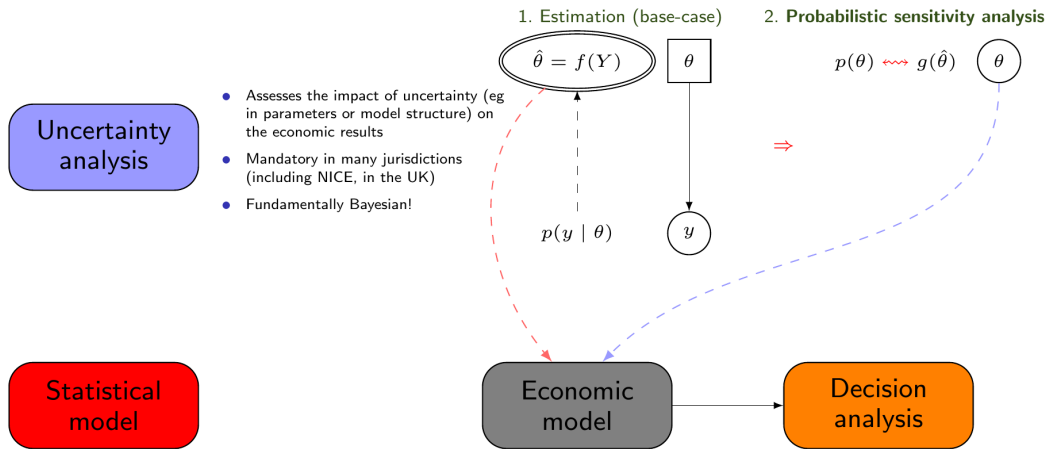 1. Estimation (base-case)
2. Probabilistic sensitivity analysis
θ̂ = f(Y)
θ
p(θ) ⇝ g(θ̂)
θ
Uncertainty
analysis
• Assesses the impact of uncertainty (eg
in parameters or model structure) on
the economic results
• Mandatory in many jurisdictions
(including NICE, in the UK)
• Fundamentally Bayesian!
⇒
p(y | θ)
y
Statistical
model
Economic
model
Decision
analysis